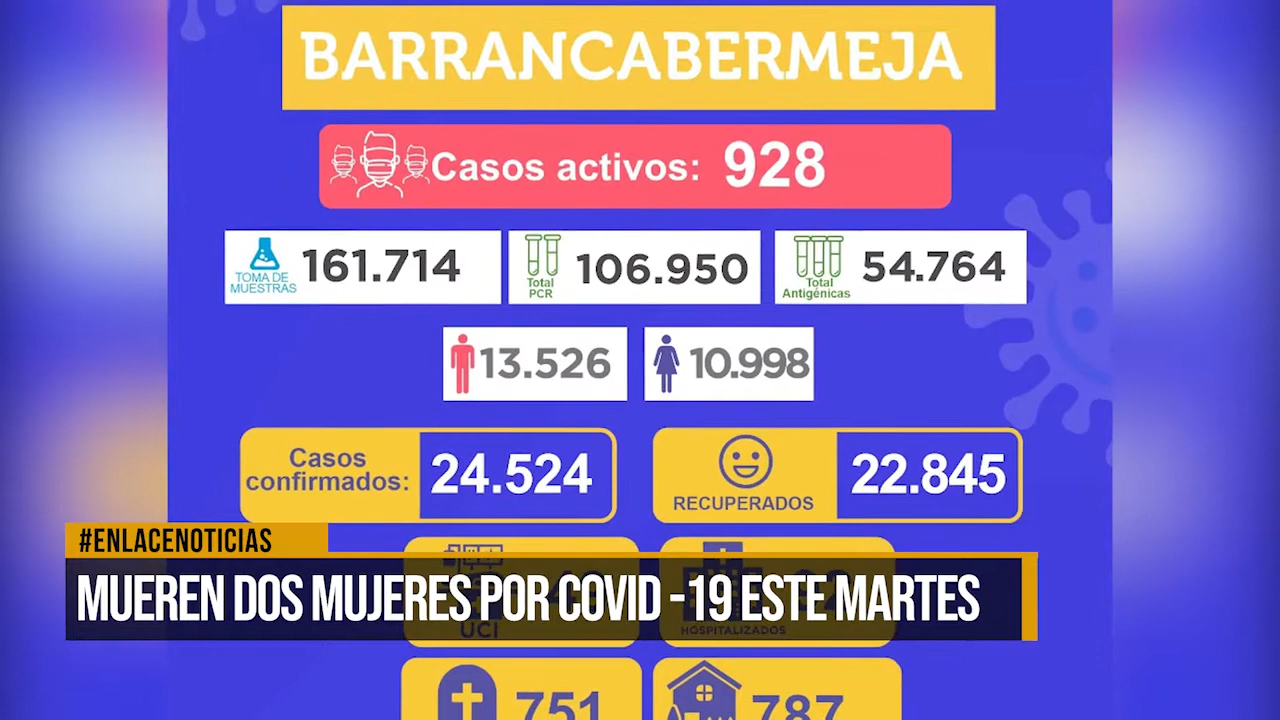 BARRANCABERMEJA
Casos activos: 928
TOMA DE
MUESTRAS
161.714
Total
PCR
106.950
Total
Antigénicas
54.764
13.526
10.998
Casos
confirmados:
24.524
RECUPERADOS
22.845
#ENLACENOTICIAS
MUEREN DOS MUJERES POR COVID -19 ESTE MARTES
UCI
HOSPITALIZADOS
751
787